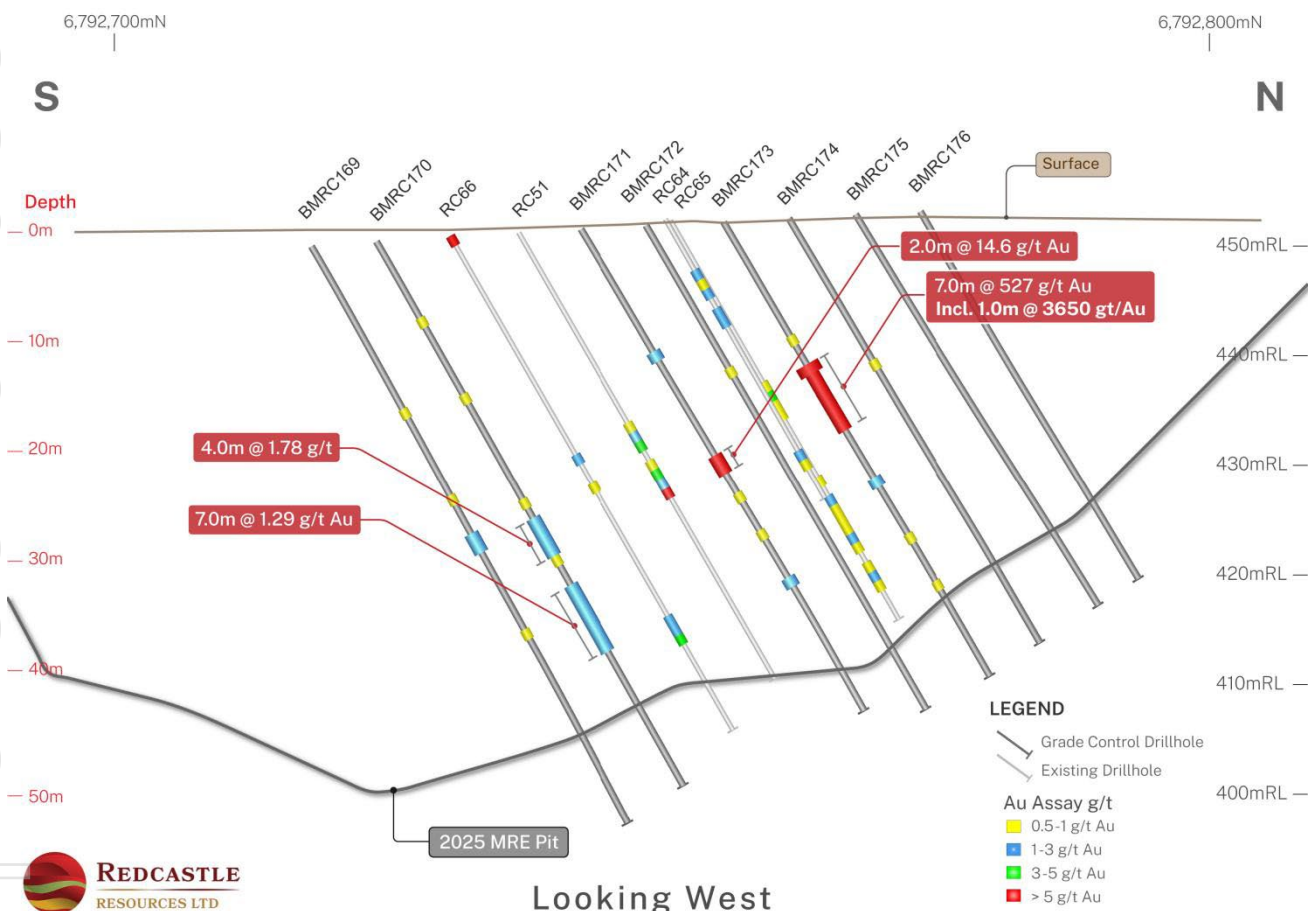 6,792,700mN
6,792,800mN
S
N
BMRC169
BMRC170
RC66
RC51
BMRC171
BMRC172
RC64
RC65
BMRC173
BMRC174
BMRC175
BMRC176
Surface
Depth
0m
10m
20m
30m
40m
50m
450mRL
440mRL
430mRL
420mRL
410mRL
400mRL
2.0m @ 14.6 g/t Au
7.0m @ 527 g/t Au
Incl. 1.0m @ 3650 gt/Au
4.0m @ 1.78 g/t
7.0m @ 1.29 g/t Au
2025 MRE Pit
LEGEND
Grade Control Drillhole
Existing Drillhole
Au Assay g/t
0.5-1 g/t Au
1-3 g/t Au
3-5 g/t Au
> 5 g/t Au
REDCASTLE
RESOURCES LTD
Looking West